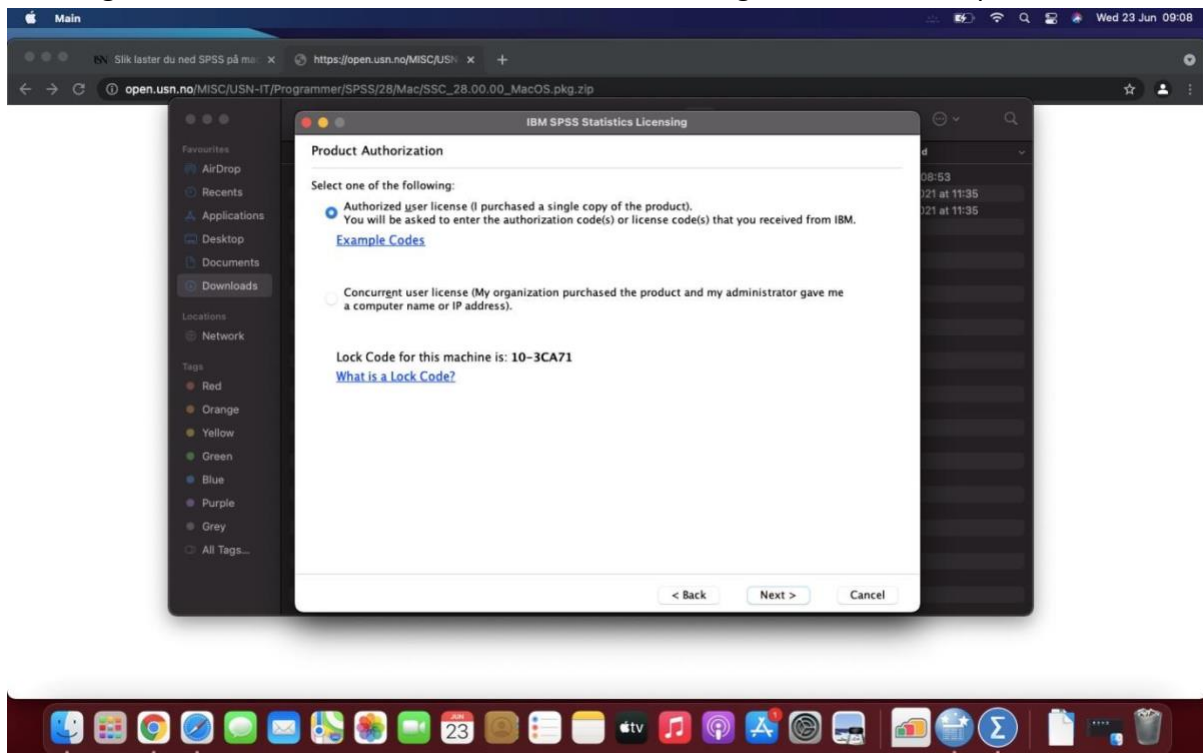 Main
Wed 23 Jun 09:08
Slik laster du ned SPSS på mac
https://open.usn.no/MISC/USN
open.usn.no/MISC/USN-IT/Programmer/SPSS/28/Mac/SSC_28.00.00_MacOS.pkg.zip
IBM SPSS Statistics Licensing
Favourites
AirDrop
Recents
Applications
Desktop
Documents
Downloads
Locations
Network
Tags
Red
Orange
Yellow
Green
Blue
Purple
Grey
All Tags...
Product Authorization
Select one of the following:
Authorized user license (I purchased a single copy of the product).
You will be asked to enter the authorization code(s) or license code(s) that you received from IBM.
Example Codes
Concurrent user license (My organization purchased the product and my administrator gave me
a computer name or IP address).
Lock Code for this machine is: 10-3CA71
What is a Lock Code?
< Back
Next >
Cancel
d
08:53
021 at 11:35
021 at 11:35
JUN
23
tv